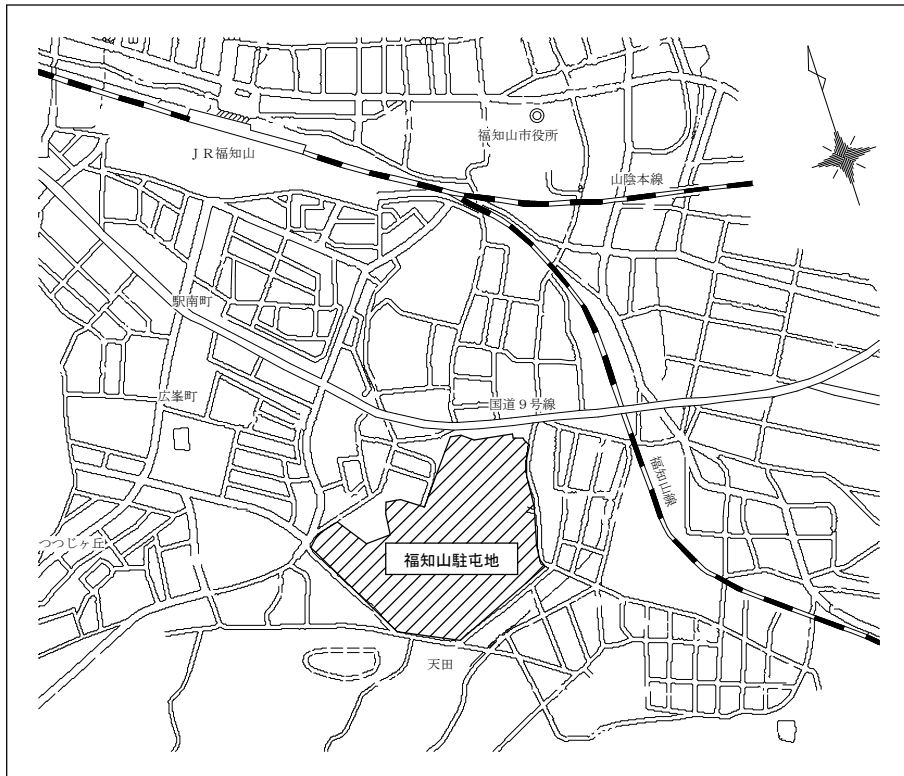 福知山市役所
JR福知山
山陰本線
駅南町
広峯町
国道9号線
福知山線
つつじヶ丘
福知山駐屯地
天田